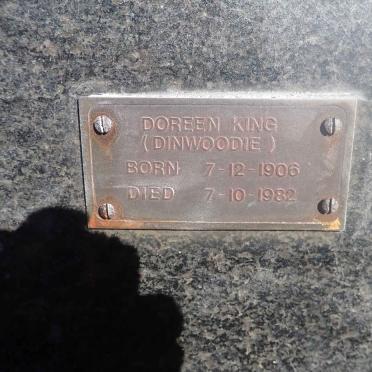 DOREEN KING
(DINWOODIE)
BORN 7-12-1906
DIED 7-10-1982